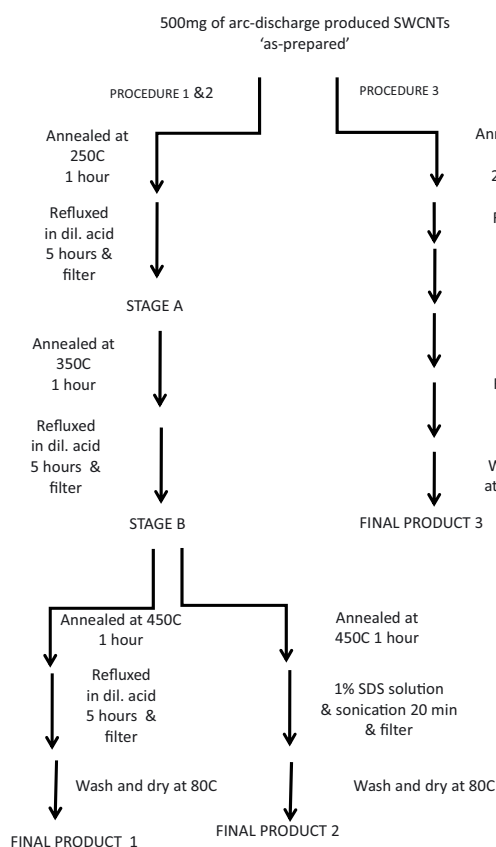 500mg of arc-discharge produced SWCNTs
'as-prepared'
PROCEDURE 1 &2
PROCEDURE 3
Annealed at
250C
1 hour
Refluxed
in dil. acid
5 hours &
filter
STAGE A
Annealed at
350C
1 hour
Refluxed
in dil. acid
5 hours &
filter
STAGE B
FINAL PRODUCT 3
Annealed at 450C
1 hour
Refluxed
in dil. acid
5 hours &
filter
Wash and dry at 80C
FINAL PRODUCT 1
Annealed at
450C 1 hour
1% SDS solution
& sonication 20 min
& filter
Wash and dry at 80C
FINAL PRODUCT 2